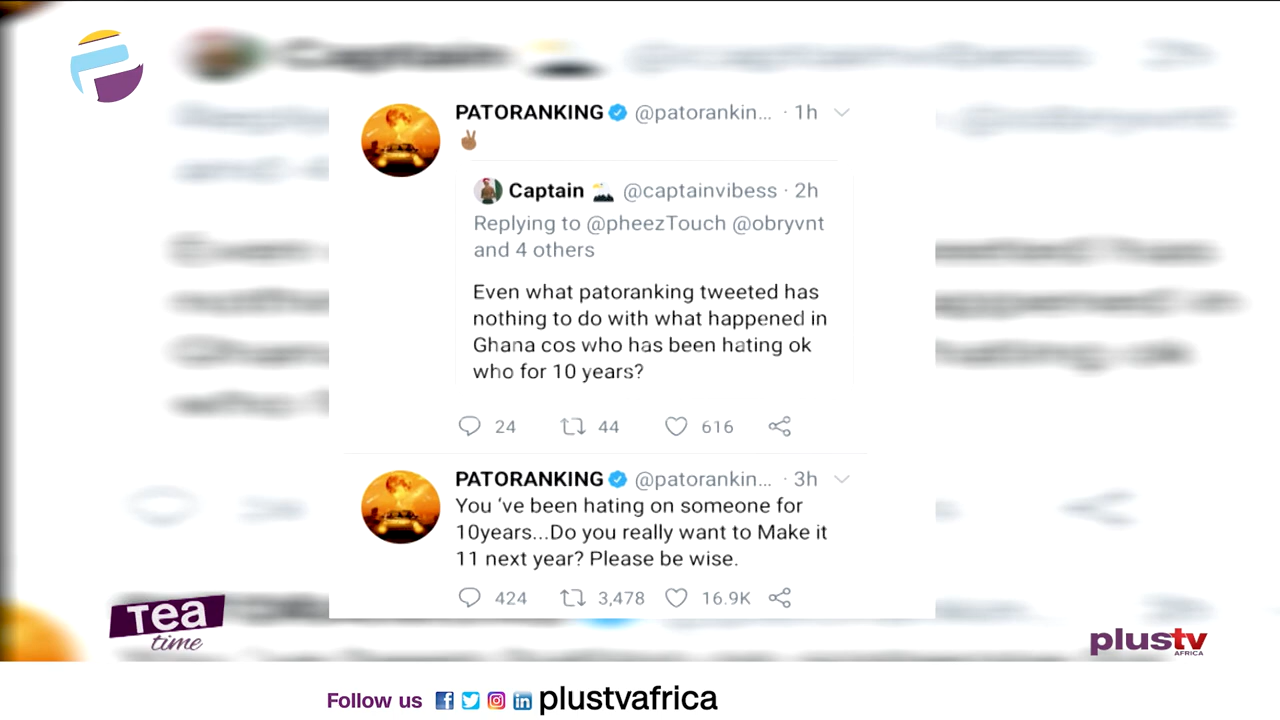 PATORANKING @patorankin... · 1h
✌🏽
Captain @captainvibess · 2h
Replying to @pheezTouch @obryvnt
and 4 others
Even what patoranking tweeted has
nothing to do with what happened in
Ghana cos who has been hating ok
who for 10 years?
24 44 616
PATORANKING @patorankin... · 3h
You ‘ve been hating on someone for
10years...Do you really want to Make it
11 next year? Please be wise.
424 3,478 16.9K
Tea
time
plustv
AFRICA
Follow us plustvafrica